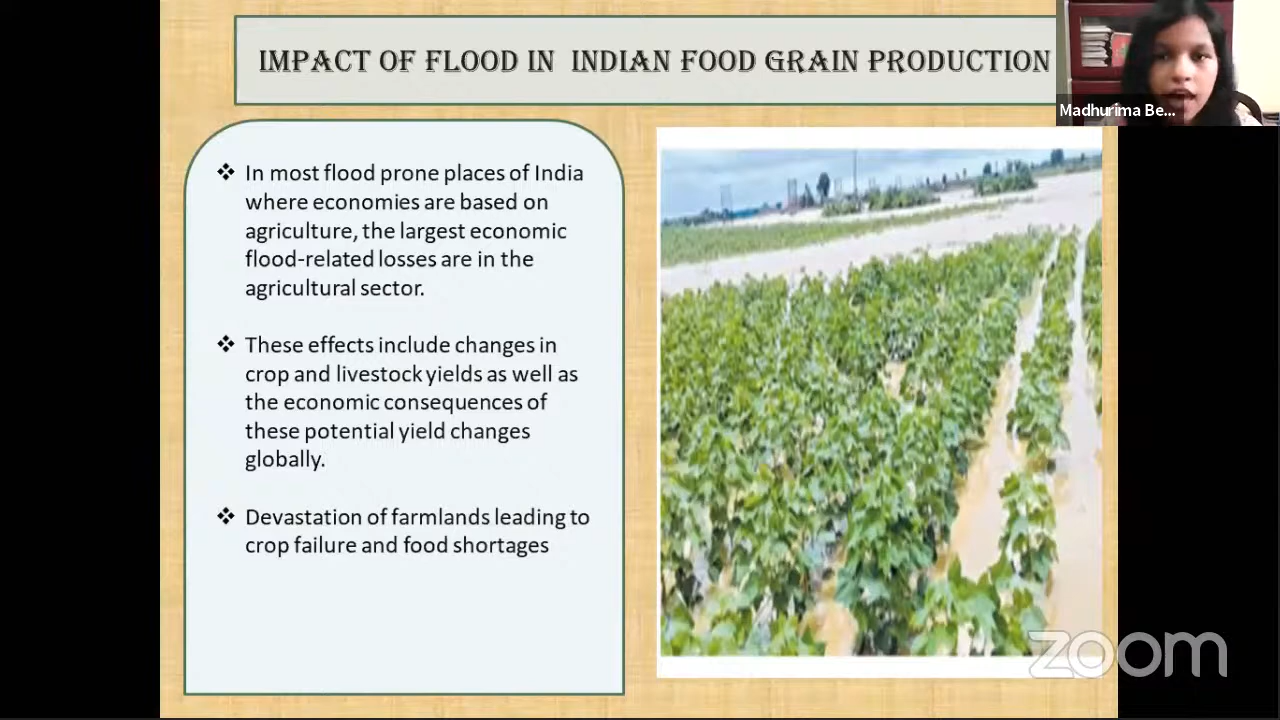 IMPACT OF FLOOD IN INDIAN FOOD GRAIN PRODUCTION
Madhurima Be...
❖ In most flood prone places of India
where economies are based on
agriculture, the largest economic
flood-related losses are in the
agricultural sector.
❖ These effects include changes in
crop and livestock yields as well as
the economic consequences of
these potential yield changes
globally.
❖ Devastation of farmlands leading to
crop failure and food shortages
zoom